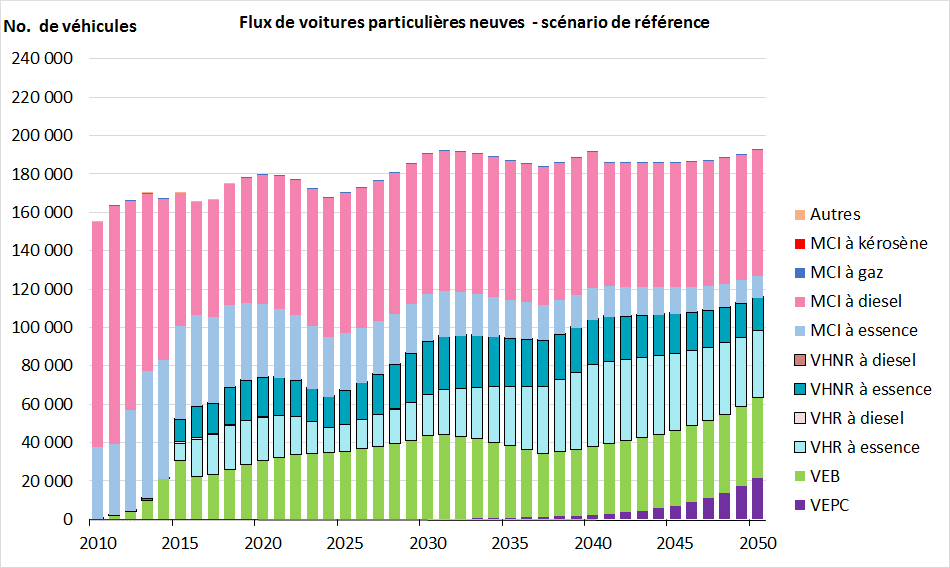 Flux de voitures particulières neuves - scénario de référence
No. de véhicules
240 000
220 000
200 000
180 000
160 000
140 000
120 000
100 000
80 000
60 000
40 000
20 000
0
2010
2015
2020
2025
2030
2035
2040
2045
2050
Autres
MCI à kérosène
MCI à gaz
MCI à diesel
MCI à essence
VHNR à diesel
VHNR à essence
VHR à diesel
VHR à essence
VEB
VEPC